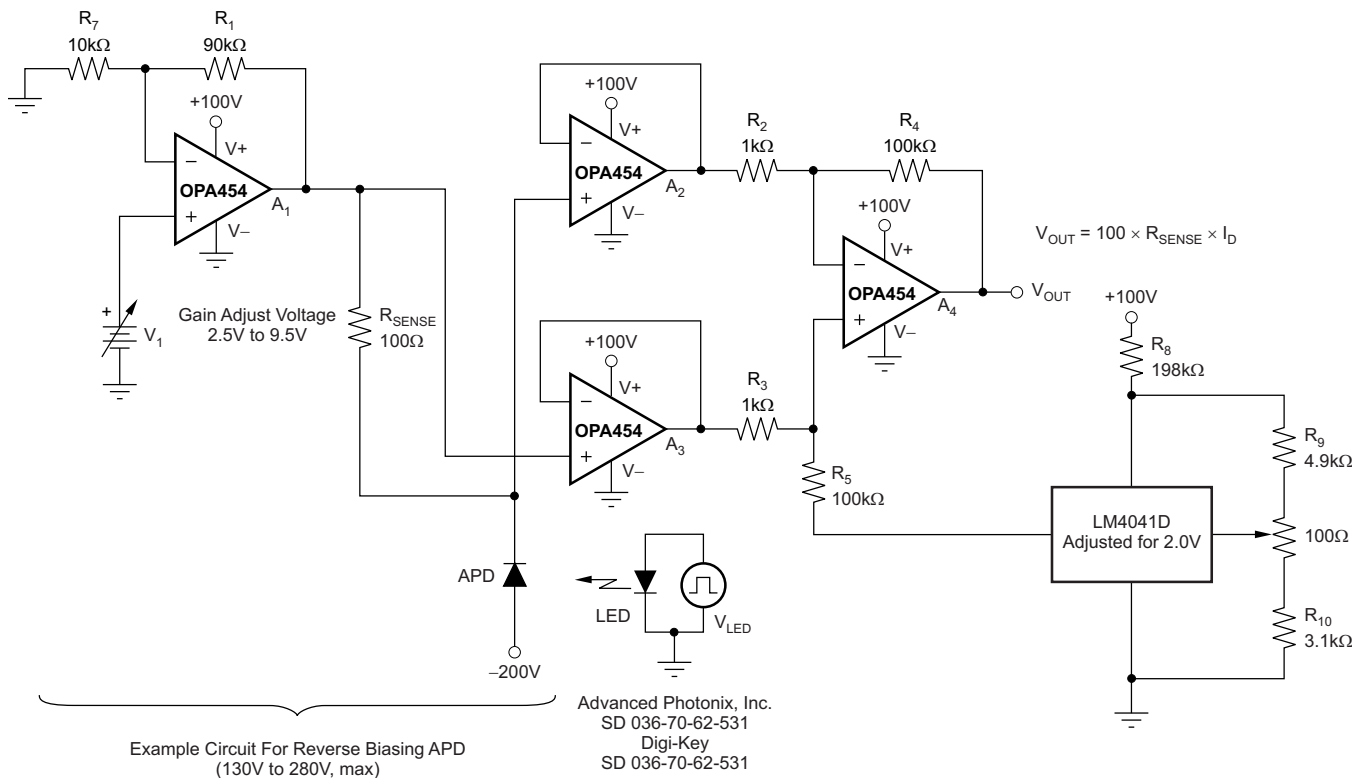 R7
10kΩ
R1
90kΩ
+100V
V+
−
OPA454
+
V−
A1
+
V1
Gain Adjust Voltage
2.5V to 9.5V
RSENSE
100Ω
+100V
V+
−
OPA454
+
V−
A2
R2
1kΩ
R4
100kΩ
+100V
V+
−
OPA454
+
V−
A4
VOUT
VOUT = 100 × RSENSE × ID
+100V
V+
−
OPA454
+
V−
A3
R3
1kΩ
R5
100kΩ
+100V
R8
198kΩ
R9
4.9kΩ
LM4041D
Adjusted for 2.0V
100Ω
R10
3.1kΩ
APD
−200V
LED
VLED
Advanced Photonix, Inc.
SD 036-70-62-531
Digi-Key
SD 036-70-62-531
Example Circuit For Reverse Biasing APD
(130V to 280V, max)